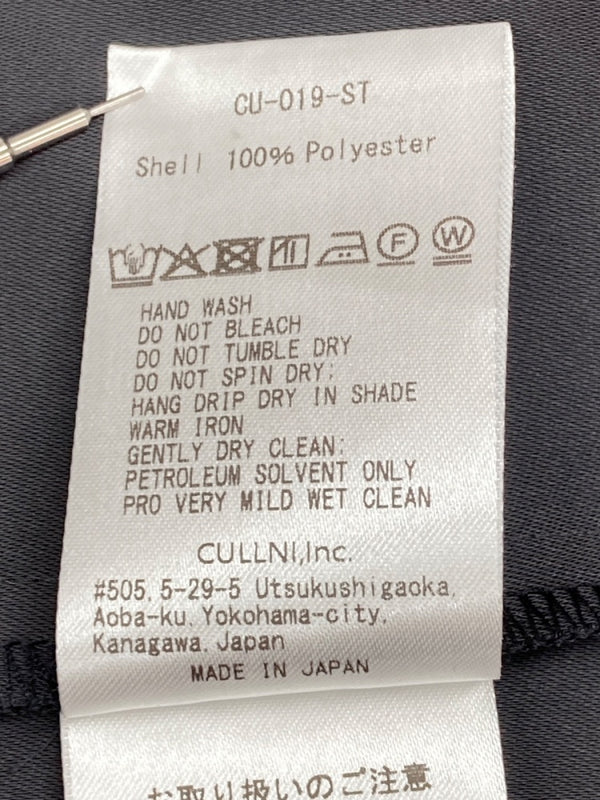 CU-019-ST
Shell 100% Polyester
F W
HAND WASH
DO NOT BLEACH
DO NOT TUMBLE DRY
DO NOT SPIN DRY;
HANG DRIP DRY IN SHADE
WARM IRON
GENTLY DRY CLEAN;
PETROLEUM SOLVENT ONLY
PRO VERY MILD WET CLEAN
CULLNI,Inc.
#505, 5-29-5 Utsukushigaoka,
Aoba-ku, Yokohama-city,
Kanagawa, Japan
MADE IN JAPAN
お取り扱いのご注意